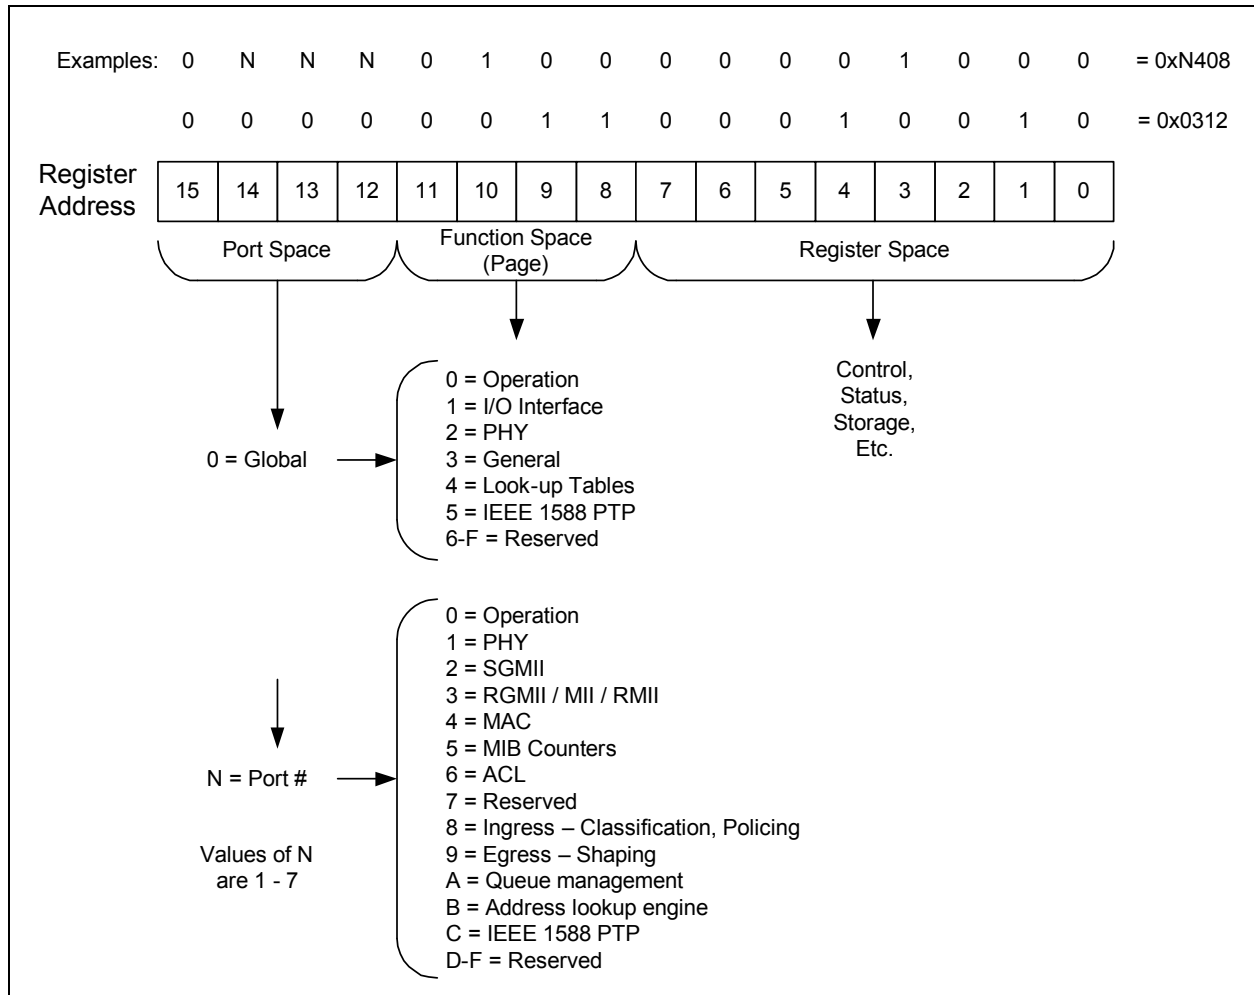 Examples: 0 N N N 0 1 0 0 0 0 0 0 1 0 0 0 = 0xN408
0 0 0 0 0 0 1 1 0 0 0 1 0 0 1 0 = 0x0312
Register
Address
15 14 13 12 11 10 9 8 7 6 5 4 3 2 1 0
Port Space
Function Space
(Page)
Register Space
0 = Global
0 = Operation
1 = I/O Interface
2 = PHY
3 = General
4 = Look-up Tables
5 = IEEE 1588 PTP
6-F = Reserved
Control,
Status,
Storage,
Etc.
N = Port #
Values of N
are 1 - 7
0 = Operation
1 = PHY
2 = SGMII
3 = RGMII / MII / RMII
4 = MAC
5 = MIB Counters
6 = ACL
7 = Reserved
8 = Ingress – Classification, Policing
9 = Egress – Shaping
A = Queue management
B = Address lookup engine
C = IEEE 1588 PTP
D-F = Reserved